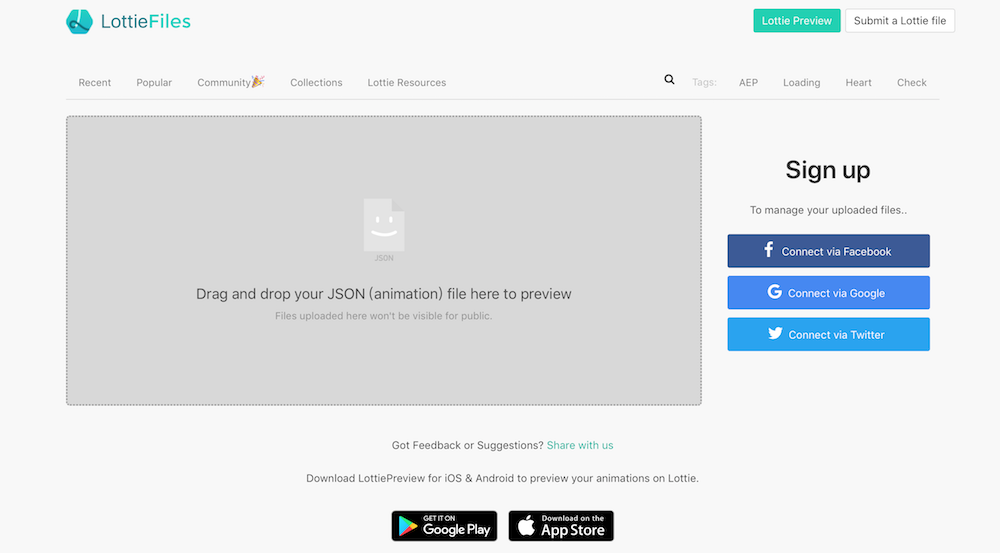 LottieFiles
Lottie Preview
Submit a Lottie file
Recent
Popular
Community🎉
Collections
Lottie Resources
Tags:
AEP
Loading
Heart
Check
JSON
Drag and drop your JSON (animation) file here to preview
Files uploaded here won't be visible for public.
Sign up
To manage your uploaded files..
Connect via Facebook
Connect via Google
Connect via Twitter
Got Feedback or Suggestions? Share with us
Download LottiePreview for iOS & Android to preview your animations on Lottie.
GET IT ON
Google Play
Download on the
App Store